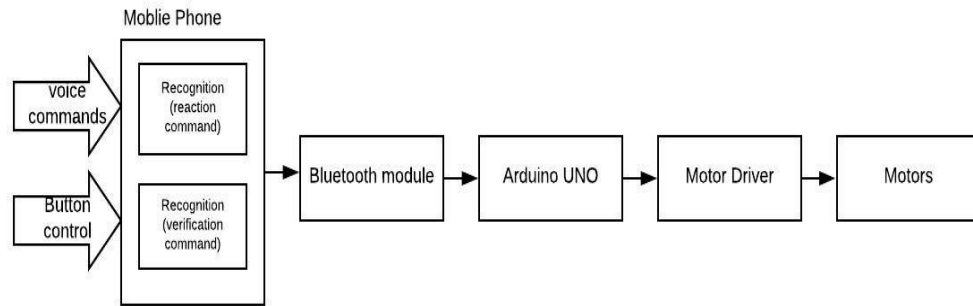 Moblie Phone
voice
commands
Recognition
(reaction
command)
Button
control
Recognition
(verification
command)
Bluetooth module
Arduino UNO
Motor Driver
Motors